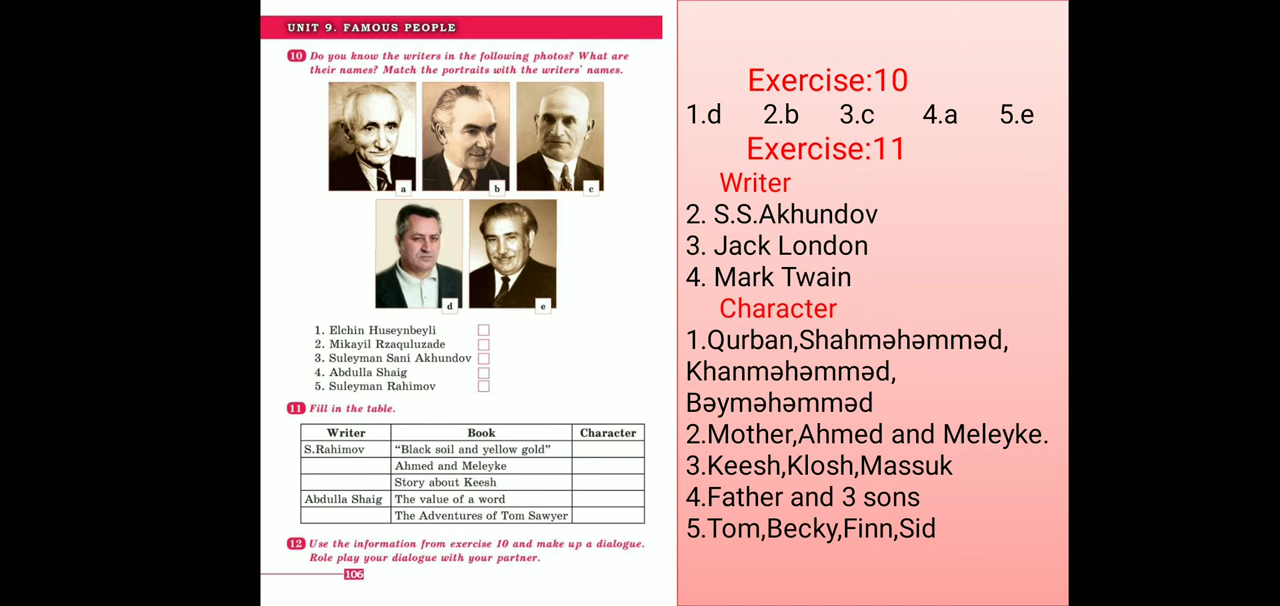 UNIT 9. FAMOUS PEOPLE
10 Do you know the writers in the following photos? What are
their names? Match the portraits with the writers' names.
a
b
c
d
e
1. Elchin Huseynbeyli
2. Mikayil Rzaquluzade
3. Suleyman Sani Akhundov
4. Abdulla Shaig
5. Suleyman Rahimov
11 Fill in the table.
Writer Book Character
S.Rahimov "Black soil and yellow gold"
Ahmed and Meleyke
Story about Keesh
Abdulla Shaig The value of a word
The Adventures of Tom Sawyer
12 Use the information from exercise 10 and make up a dialogue.
Role play your dialogue with your partner.
106
Exercise:10
1.d 2.b 3.c 4.a 5.e
Exercise:11
Writer
2. S.S.Akhundov
3. Jack London
4. Mark Twain
Character
1.Qurban,Shahməhəmməd,
Khanməhəmməd,
Bəyməhəmməd
2.Mother,Ahmed and Meleyke.
3.Keesh,Klosh,Massuk
4.Father and 3 sons
5.Tom,Becky,Finn,Sid